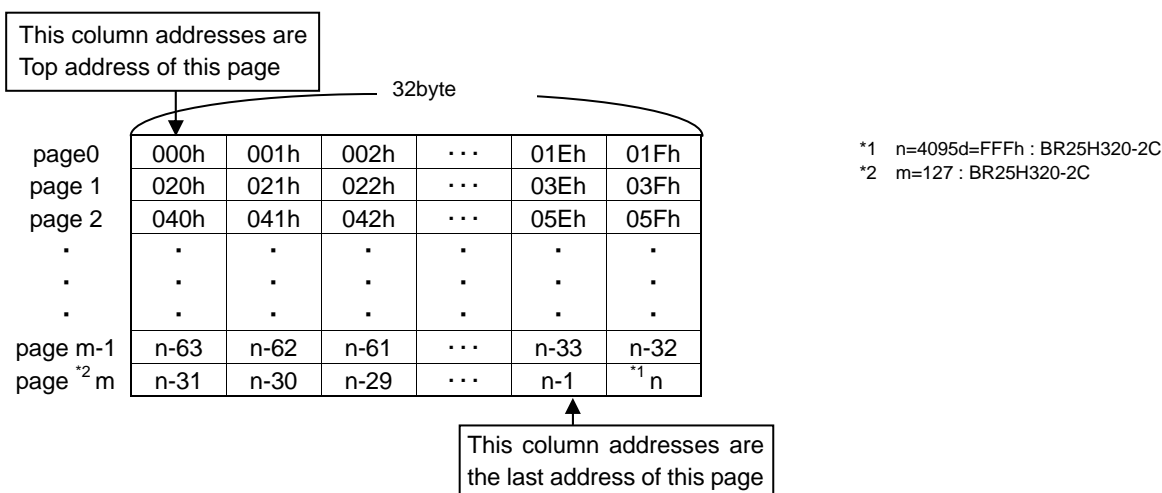 This column addresses are
Top address of this page
32byte
page0 000h 001h 002h ··· 01Eh 01Fh
page 1 020h 021h 022h ··· 03Eh 03Fh
page 2 040h 041h 042h ··· 05Eh 05Fh
· · · · · · ·
· · · · · · ·
· · · · · · ·
page m-1 n-63 n-62 n-61 ··· n-33 n-32
page *2 m n-31 n-30 n-29 ··· n-1 *1 n
This column addresses are
the last address of this page
*1 n=4095d=FFFh : BR25H320-2C
*2 m=127 : BR25H320-2C